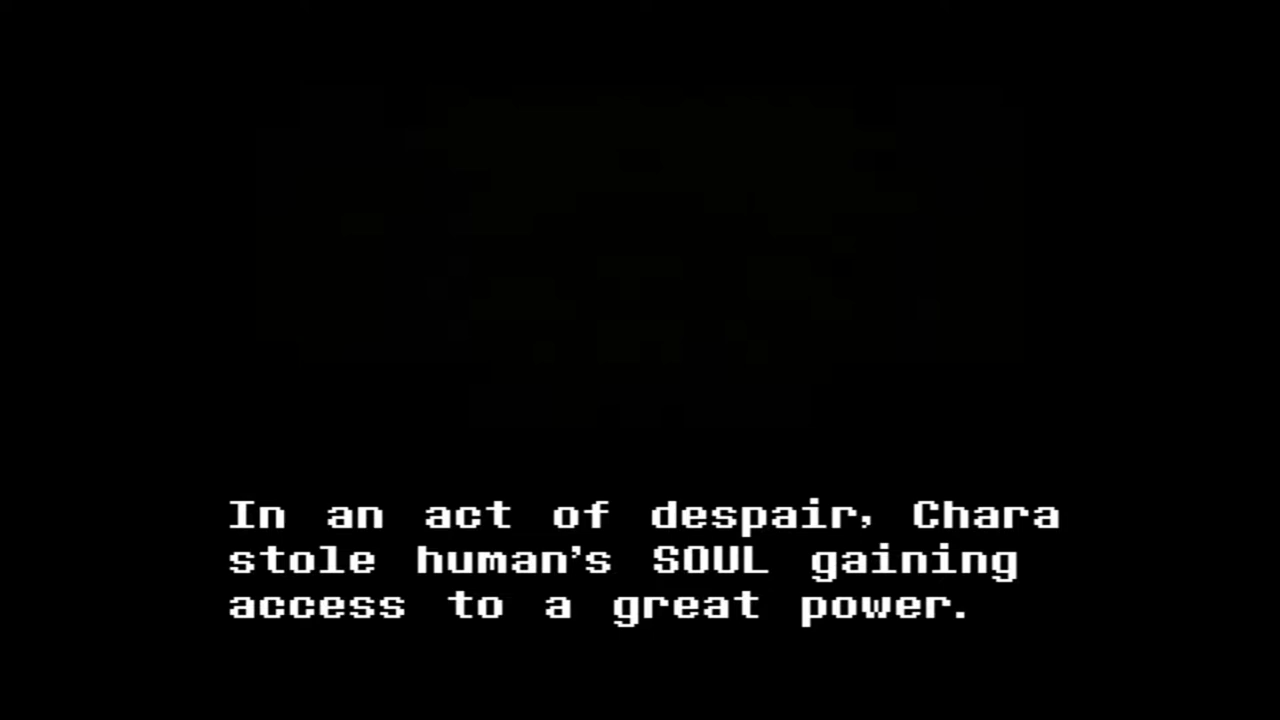 In an act of despair, Chara
stole human's SOUL gaining
access to a great power.